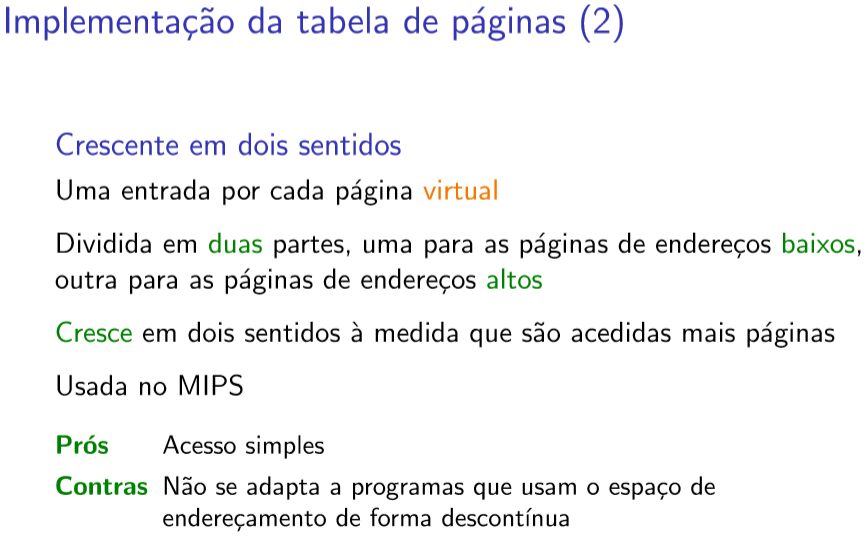 Implementação da tabela de páginas (2)
Crescente em dois sentidos
Uma entrada por cada página virtual
Dividida em duas partes, uma para as páginas de endereços baixos,
outra para as páginas de endereços altos
Cresce em dois sentidos à medida que são acedidas mais páginas
Usada no MIPS
Prós Acesso simples
Contras Não se adapta a programas que usam o espaço de
endereçamento de forma descontínua